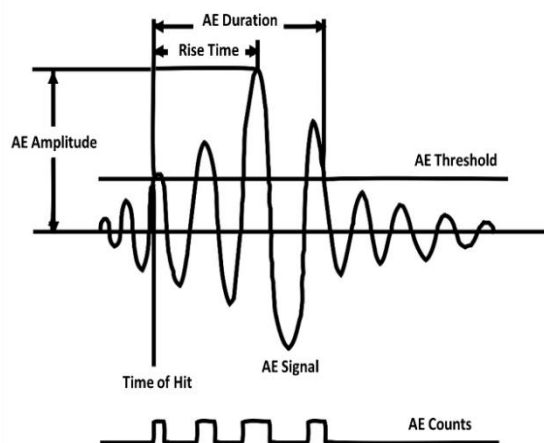 AE Duration
Rise Time
AE Amplitude
AE Threshold
Time of Hit
AE Signal
AE Counts